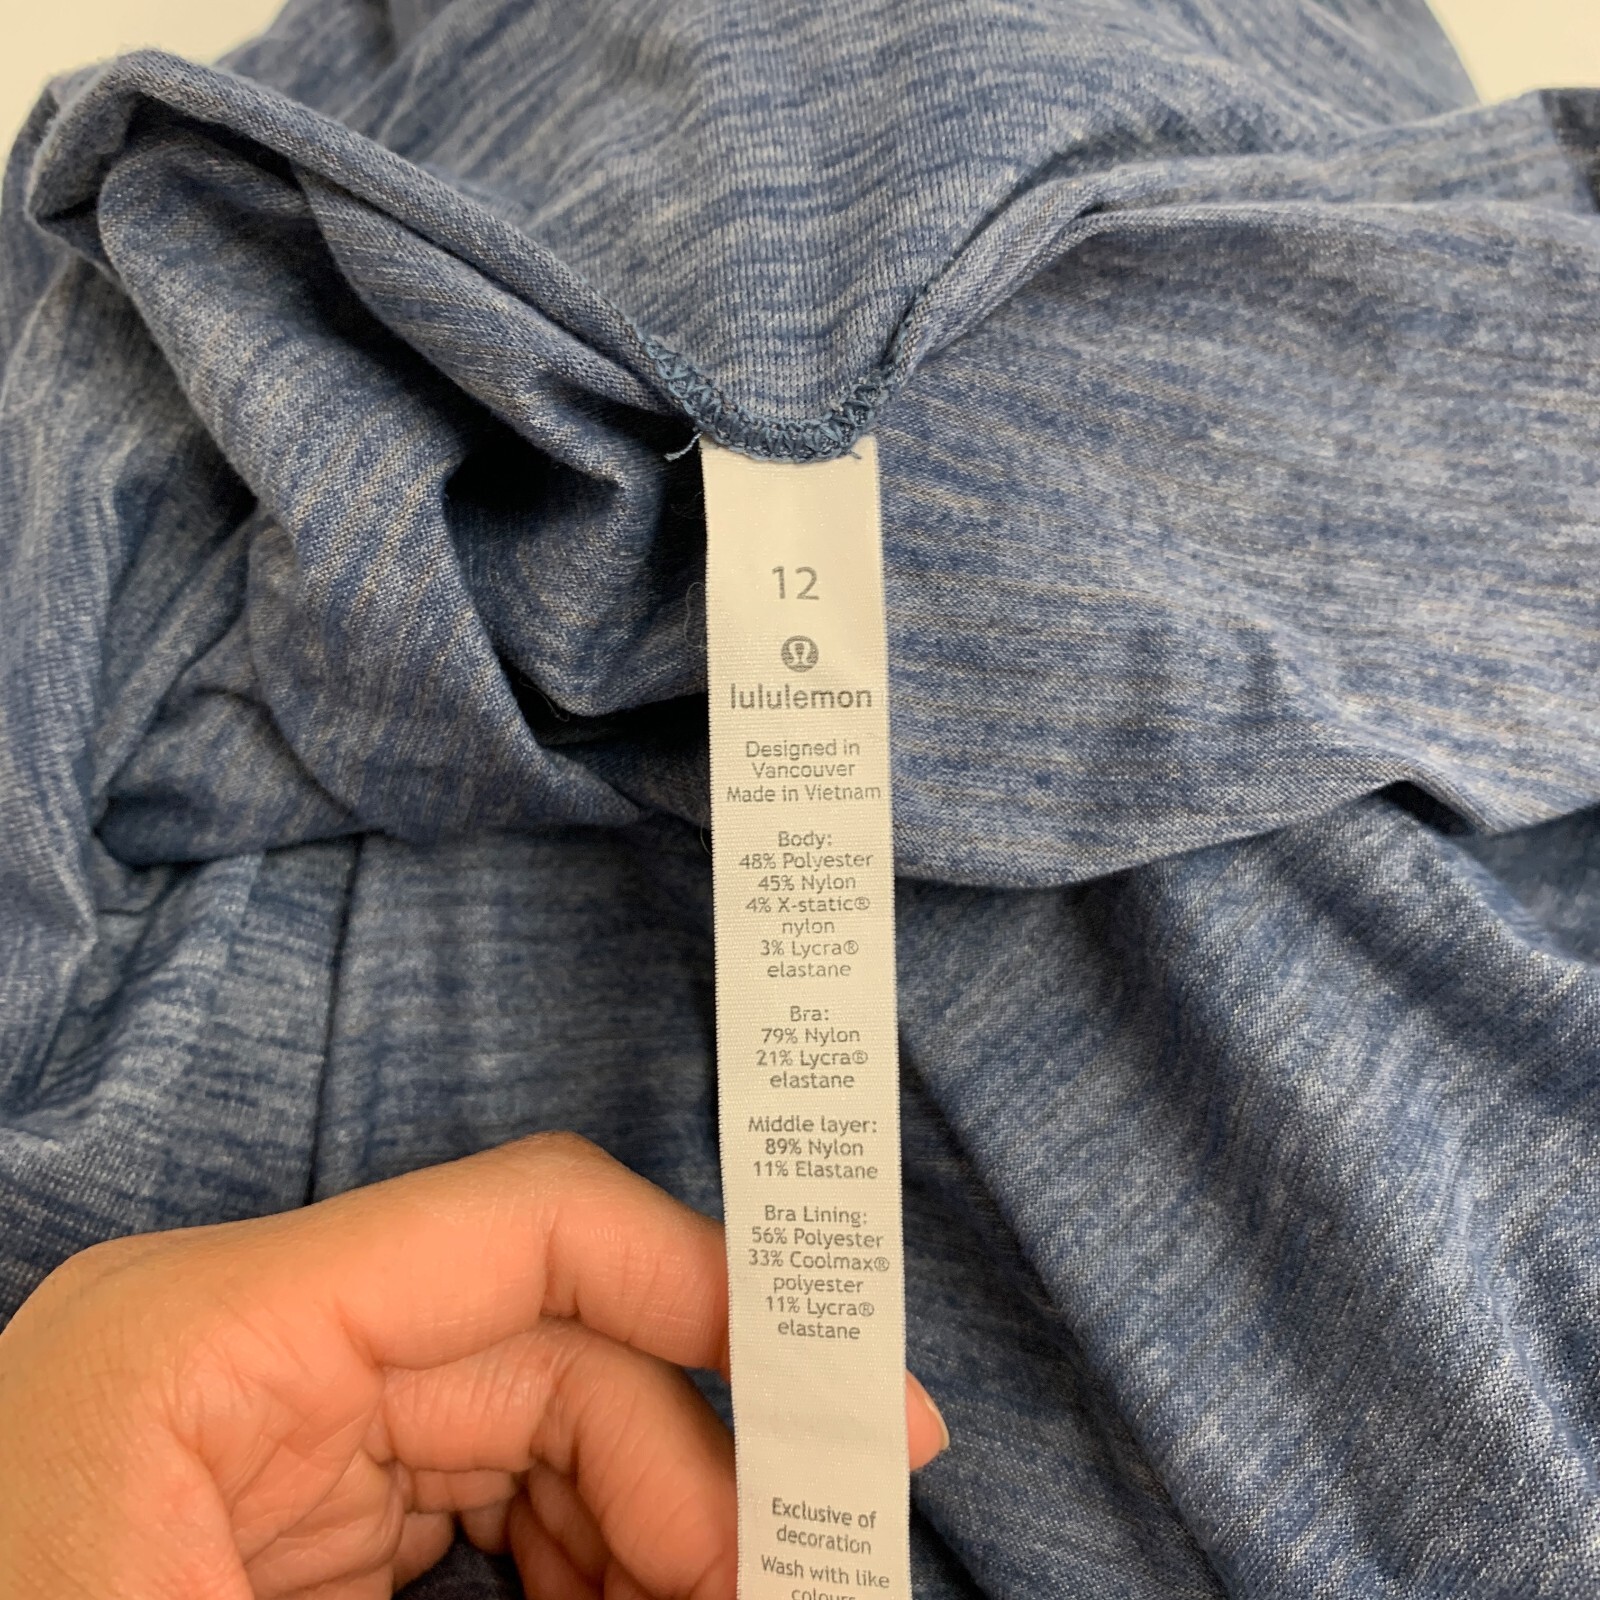 12
lululemon
Designed in
Vancouver
Made in Vietnam
Body:
48% Polyester
45% Nylon
4% X-static®
nylon
3% Lycra®
elastane
Bra:
79% Nylon
21% Lycra®
elastane
Middle layer:
89% Nylon
11% Elastane
Bra Lining:
56% Polyester
33% Coolmax®
polyester
11% Lycra®
elastane
Exclusive of
decoration
Wash with like
colours